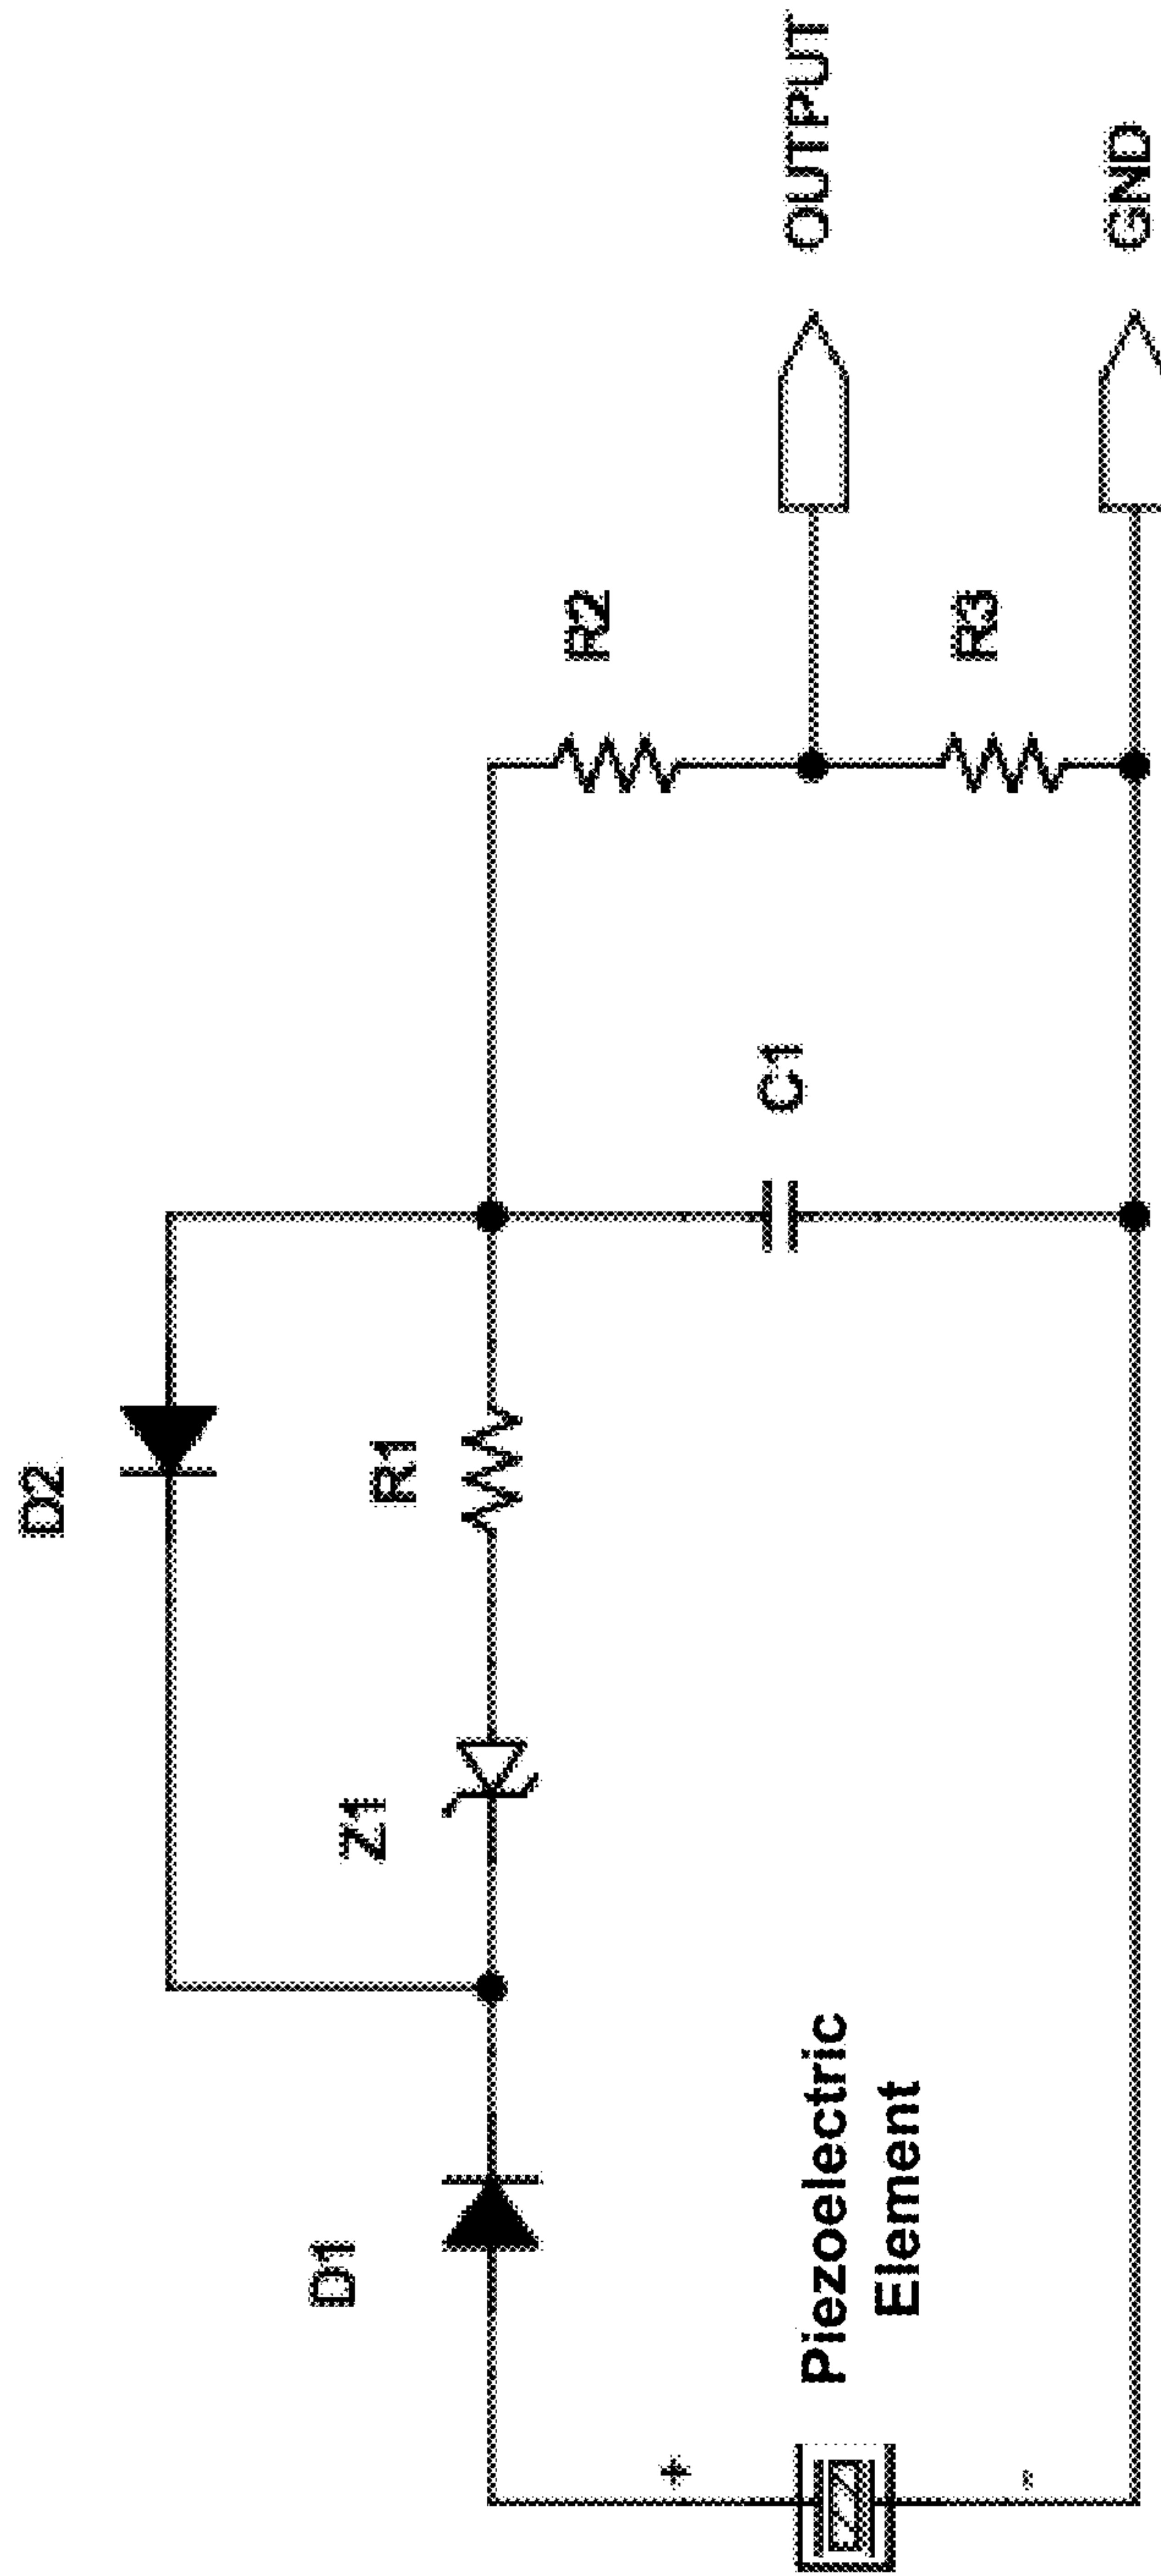 D2
R1
Z1
D1
C1
R2
R3
OUTPUT
GND
Piezoelectric
Element
+
-